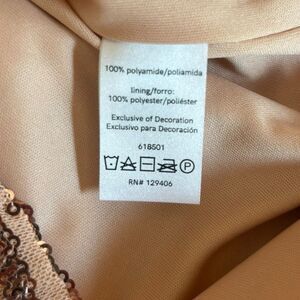 100% polyamide/poliamida
lining/forro:
100% polyester/poliéster
Exclusive of Decoration
Exclusivo para Decoración
618501
P
RN# 129406